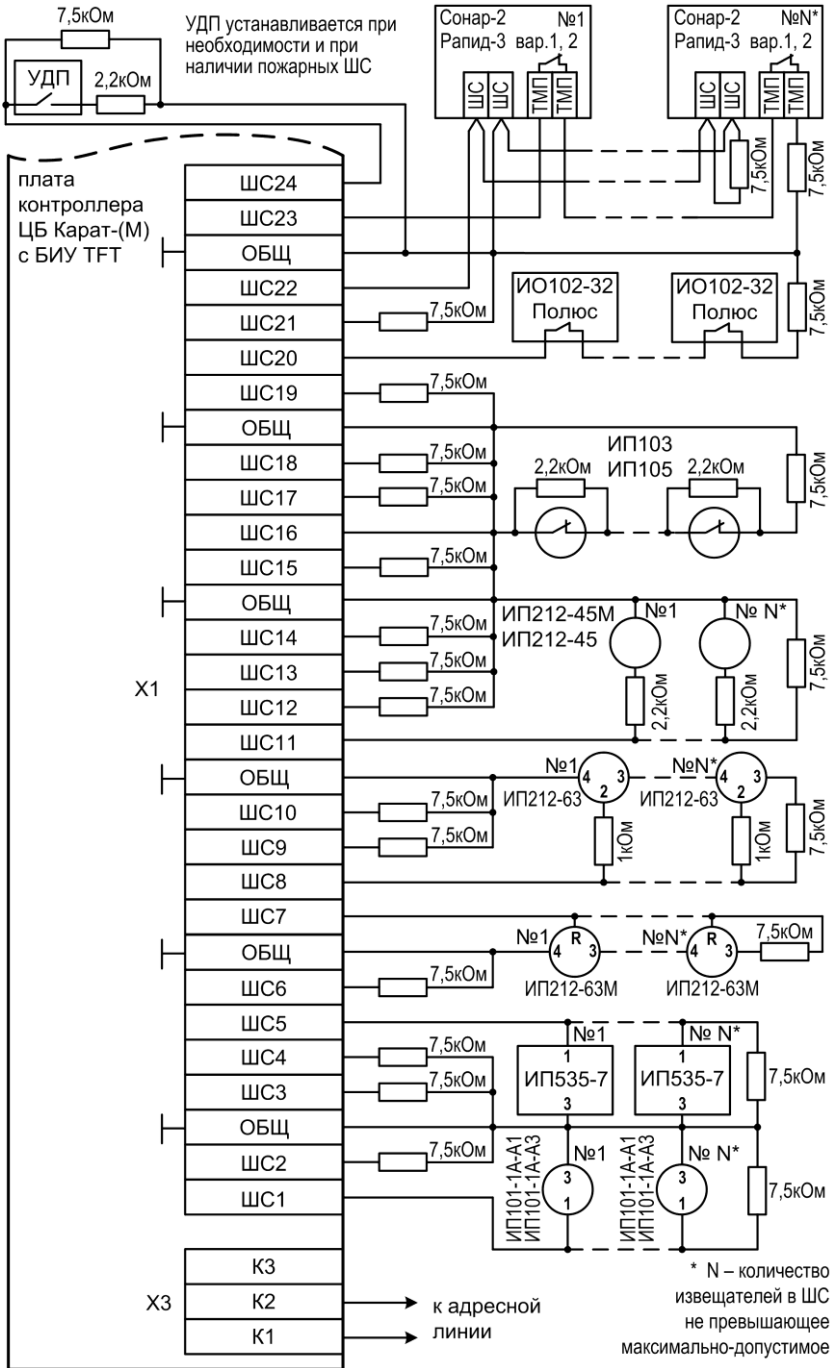 7,5кОм
УДП
2,2кОм
УДП устанавливается при
необходимости и при
наличии пожарных ШС
Сонар-2 №1
Рапид-3 вар.1, 2
ШС
ШС
ТМП
ТМП
Сонар-2 №N*
Рапид-3 вар.1, 2
ШС
ШС
ТМП
ТМП
7,5кОм
7,5кОм
плата
контроллера
ЦБ Карат-(М)
с БИУ TFT
X1
ШС24
ШС23
ОБЩ
ШС22
ШС21
7,5кОм
ИО102-32
Полюс
ИО102-32
Полюс
7,5кОм
ШС20
ШС19
7,5кОм
ОБЩ
ШС18
7,5кОм
ИП103
ИП105
2,2кОм
2,2кОм
7,5кОм
ШС17
7,5кОм
ШС16
ШС15
7,5кОм
ОБЩ
ИП212-45М
ИП212-45
№1
№ N*
ШС14
7,5кОм
ШС13
7,5кОм
ШС12
7,5кОм
2,2кОм
2,2кОм
7,5кОм
ШС11
ОБЩ
№1
4 3
2
ИП212-63
№N*
4 3
2
ИП212-63
ШС10
7,5кОм
ШС9
7,5кОм
1кОм
1кОм
7,5кОм
ШС8
ШС7
ОБЩ
№1
R
4 3
ИП212-63М
№N*
R
4 3
ИП212-63М
7,5кОм
ШС6
7,5кОм
ШС5
№1
№ N*
1
ИП535-7
3
1
ИП535-7
3
7,5кОм
ШС4
7,5кОм
ШС3
7,5кОм
ОБЩ
ШС2
7,5кОм
ШС1
ИП101-1А-А1
ИП101-1А-А3
№1
3
1
ИП101-1А-А1
ИП101-1А-А3
№ N*
3
1
7,5кОм
X3
К3
К2
К1
к адресной
линии
* N – количество
извещателей в ШС
не превышающее
максимально-допустимое